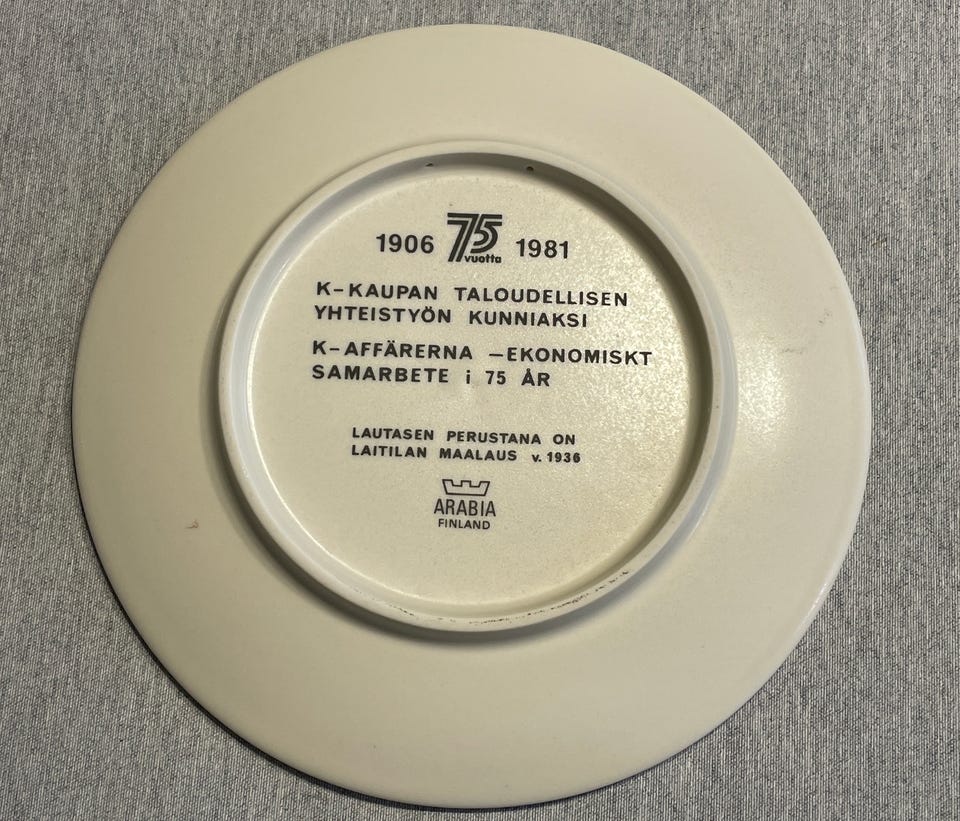 1906 75 vuotta 1981
K-KAUPAN TALOUDELLISEN
YHTEISTYÖN KUNNIAKSI
K-AFFÄRERNA -EKONOMISKT
SAMARBETE i 75 ÅR
LAUTASEN PERUSTANA ON
LAITILAN MAALAUS v. 1936
ARABIA
FINLAND